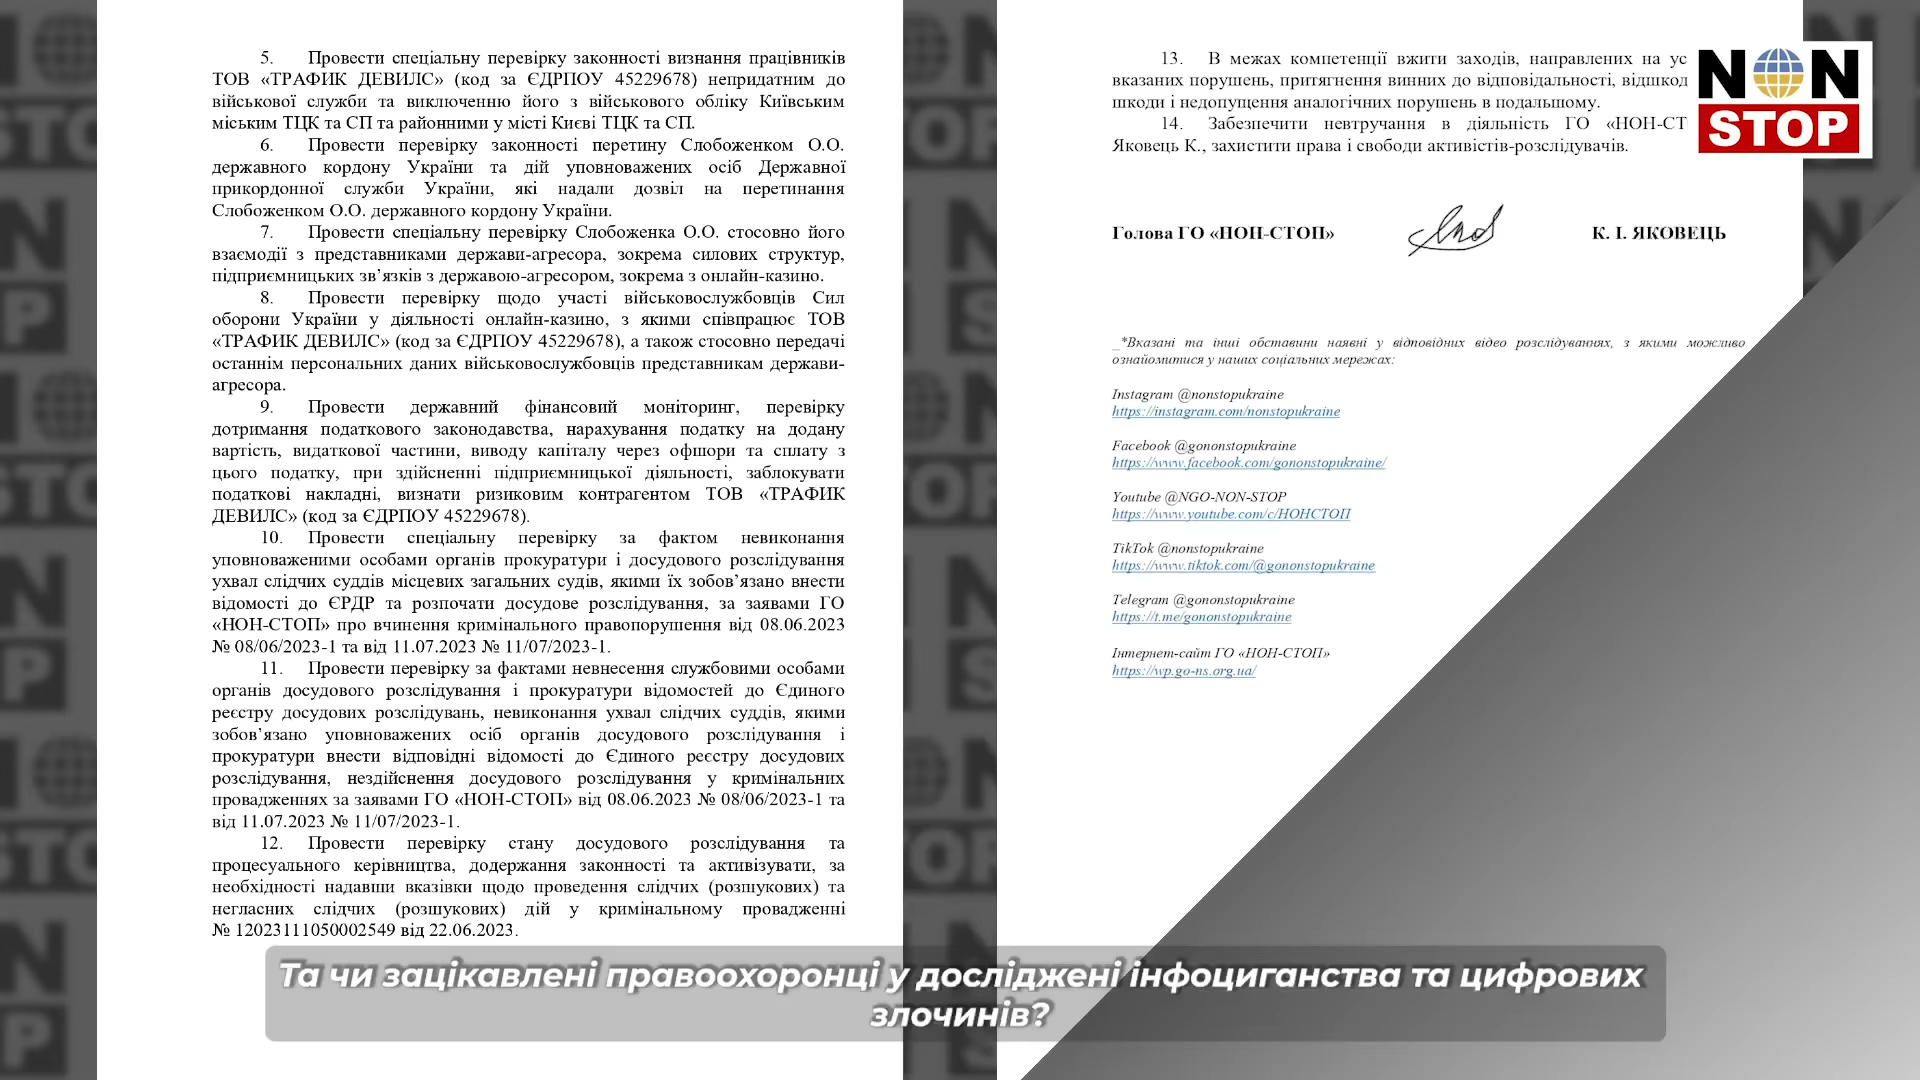 5. Провести спеціальну перевірку законності визнання працівників
ТОВ «ТРАФИК ДЕВИЛС» (код за ЄДРПОУ 45229678) непридатним до
військової служби та виключенню його з військового обліку Київським
міським ТЦК та СП та районними у місті Києві ТЦК та СП.
6. Провести перевірку законності перетину Слобоженком О.О.
державного кордону України та дій уповноважених осіб Державної
прикордонної служби України, які надали дозвіл на перетинання
Слобоженком О.О. державного кордону України.
7. Провести спеціальну перевірку Слобоженка О.О. стосовно його
взаємодії з представниками держави-агресора, зокрема силових структур,
підприємницьких зв’язків з державою-агресором, зокрема з онлайн-казино.
8. Провести перевірку щодо участі військовослужбовців Сил
оборони України у діяльності онлайн-казино, з якими співпрацює ТОВ
«ТРАФИК ДЕВИЛС» (код за ЄДРПОУ 45229678), а також стосовно передачі
останнім персональних даних військовослужбовців представникам держави-
агресора.
9. Провести державний фінансовий моніторинг, перевірку
дотримання податкового законодавства, нарахування податку на додану
вартість, видаткової частини, виводу капіталу через офшори та сплату з
цього податку, при здійсненні підприємницької діяльності, заблокувати
податкові накладні, визнати ризиковим контрагентом ТОВ «ТРАФИК
ДЕВИЛС» (код за ЄДРПОУ 45229678).
10. Провести спеціальну перевірку за фактом невиконання
уповноваженими особами органів прокуратури і досудового розслідування
ухвал слідчих суддів місцевих загальних судів, якими їх зобов’язано внести
відомості до ЄРДР та розпочати досудове розслідування, за заявами ГО
«НОН-СТОП» про вчинення кримінального правопорушення від 08.06.2023
№ 08/06/2023-1 та від 11.07.2023 № 11/07/2023-1.
11. Провести перевірку за фактами невнесення службовими особами
органів досудового розслідування і прокуратури відомостей до Єдиного
реєстру досудових розслідувань, невиконання ухвал слідчих суддів, якими
зобов’язано уповноважених осіб органів досудового розслідування і
прокуратури внести відповідні відомості до Єдиного реєстру досудових
розслідування, нездійснення досудового розслідування у кримінальних
провадженнях за заявами ГО «НОН-СТОП» від 08.06.2023 № 08/06/2023-1 та
від 11.07.2023 № 11/07/2023-1.
12. Провести перевірку стану досудового розслідування та
процесуального керівництва, додержання законності та активізувати, за
необхідності надавши вказівки щодо проведення слідчих (розшукових) та
негласних слідчих (розшукових) дій у кримінальному провадженні
№ 12023111050002549 від 22.06.2023.
13. В межах компетенції вжити заходів, направлених на ус
вказаних порушень, притягнення винних до відповідальності, відшкод
шкоди і недопущення аналогічних порушень в подальшому.
14. Забезпечити невтручання в діяльність ГО «НОН-СТ
Яковець К., захистити права і свободи активістів-розслідувачів.
Голова ГО «НОН-СТОП» К. І. ЯКОВЕЦЬ
_*Вказані та інші обставини наявні у відповідних відео розслідуваннях, з якими можливо
ознайомитися у наших соціальних мережах:
Instagram @nonstopukraine
https://instagram.com/nonstopukraine
Facebook @gononstopukraine
https://www.facebook.com/gononstopukraine/
Youtube @NGO-NON-STOP
https://www.youtube.com/c/НОНСТОП
TikTok @nonstopukraine
https://www.tiktok.com/@gononstopukraine
Telegram @gononstopukraine
https://t.me/gononstopukraine
Інтернет-сайт ГО «НОН-СТОП»
https://wp.go-ns.org.ua/
NON
STOP
Та чи зацікавлені правоохоронці у досліджені інфоциганства та цифрових
злочинів?